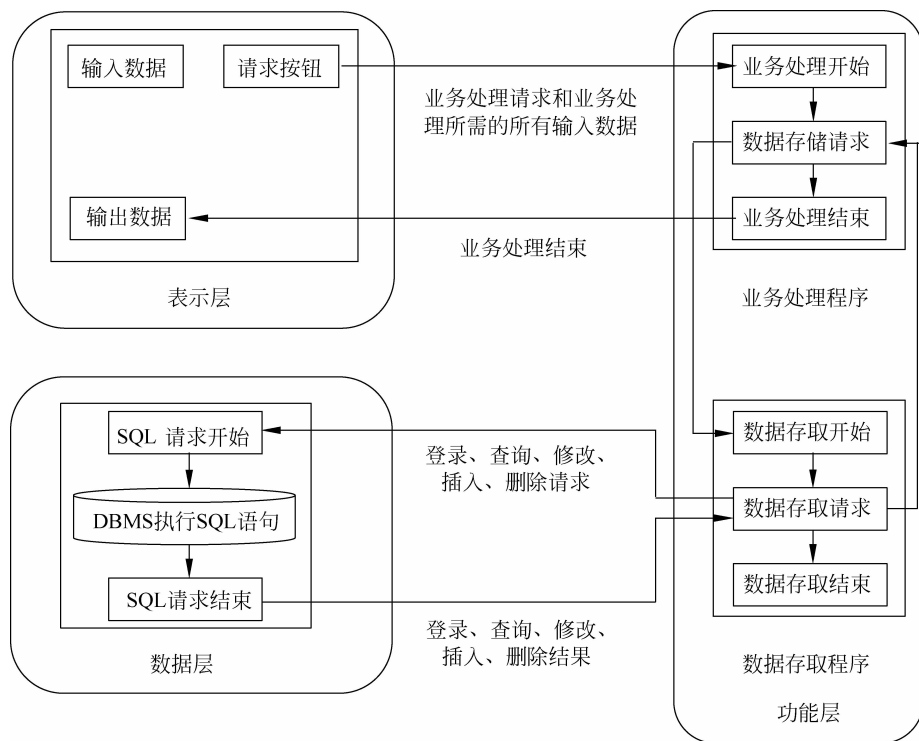 输入数据
请求按钮
业务处理请求和业务处
理所需的所有输入数据
业务处理开始
数据存储请求
业务处理结束
输出数据
业务处理结束
表示层
业务处理程序
SQL 请求开始
DBMS执行SQL语句
SQL请求结束
数据层
登录、查询、修改、
插入、删除请求
登录、查询、修改、
插入、删除结果
数据存取开始
数据存取请求
数据存取结束
数据存取程序
功能层